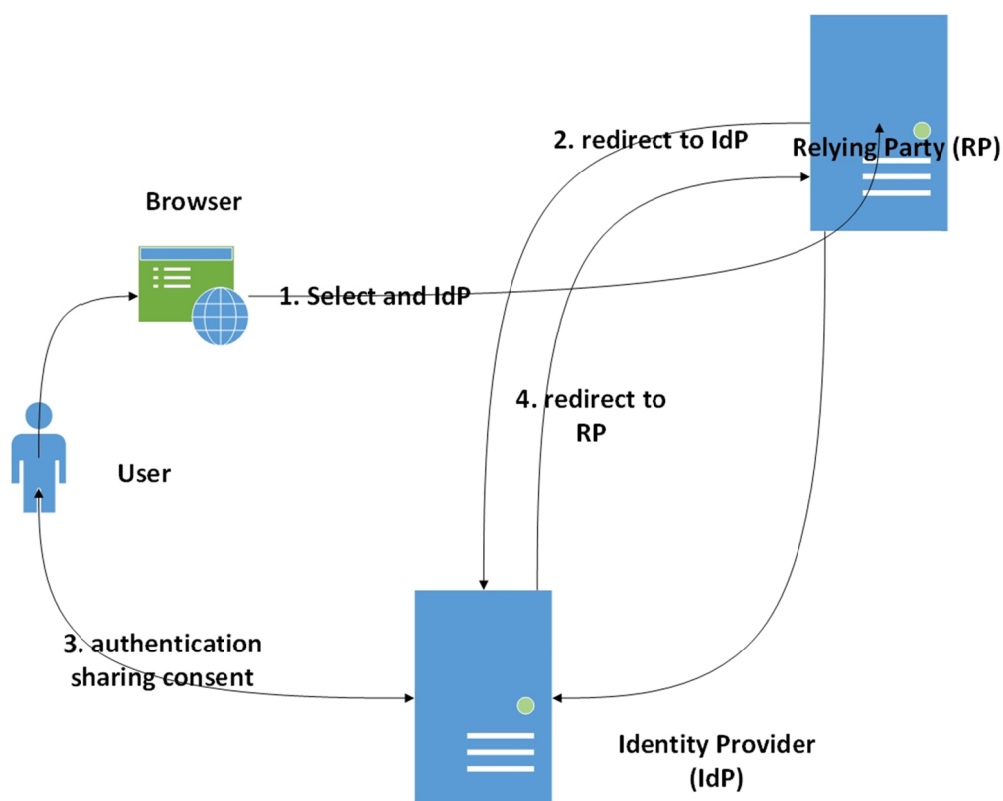 2. redirect to IdP
Relying Party (RP)
Browser
1. Select and IdP
4. redirect to
RP
User
3. authentication
sharing consent
Identity Provider
(IdP)